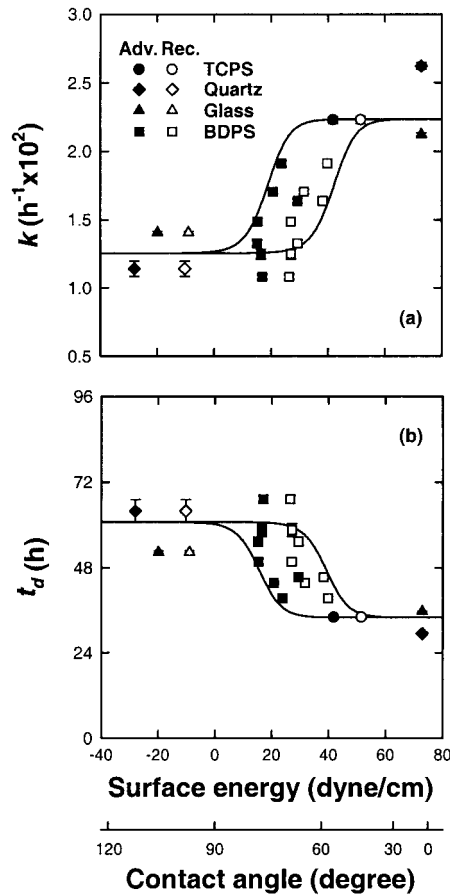 3.0
Adv. Rec.
TCPS
Quartz
Glass
BDPS
2.5
2.0
1.5
1.0
0.5
k (h⁻¹x10²)
(a)
96
72
48
24
0
t_d (h)
(b)
-40 -20 0 20 40 60 80
Surface energy (dyne/cm)
120 90 60 30 0
Contact angle (degree)